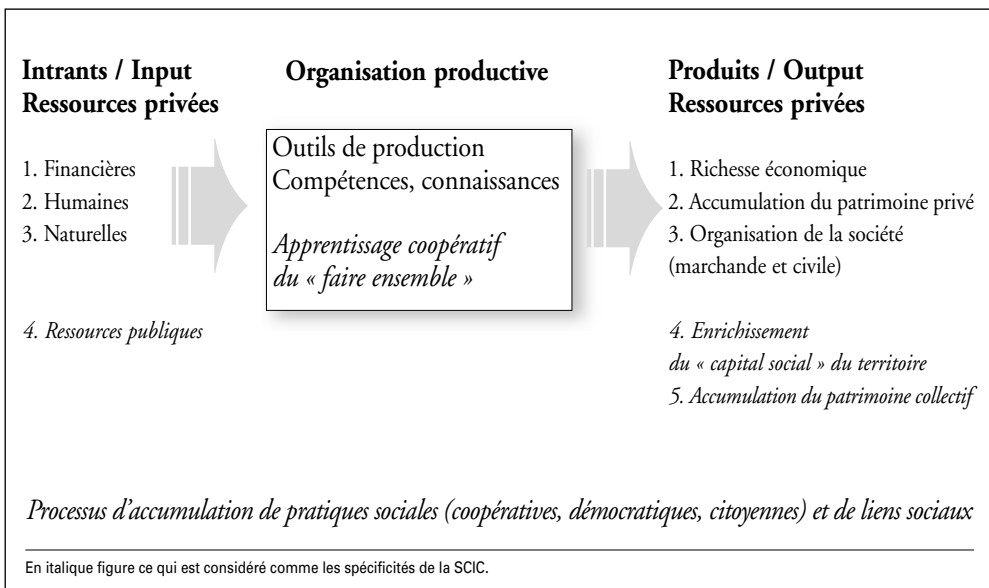 Intrants / Input
Ressources privées
1. Financières
2. Humaines
3. Naturelles
4. Ressources publiques
Organisation productive
Outils de production
Compétences, connaissances
Apprentissage coopératif
du « faire ensemble »
Produits / Output
Ressources privées
1. Richesse économique
2. Accumulation du patrimoine privé
3. Organisation de la société
(marchande et civile)
4. Enrichissement
du « capital social » du territoire
5. Accumulation du patrimoine collectif
Processus d’accumulation de pratiques sociales (coopératives, démocratiques, citoyennes) et de liens sociaux
En italique figure ce qui est considéré comme les spécificités de la SCIC.